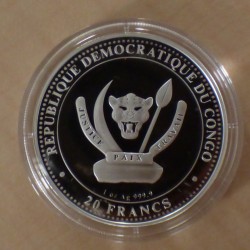 REPUBLIQUE DEMOCRATIQUE DU CONGO
JUSTICE
PAIX
TRAVAIL
1 oz Ag 999.9
20 FRANCS